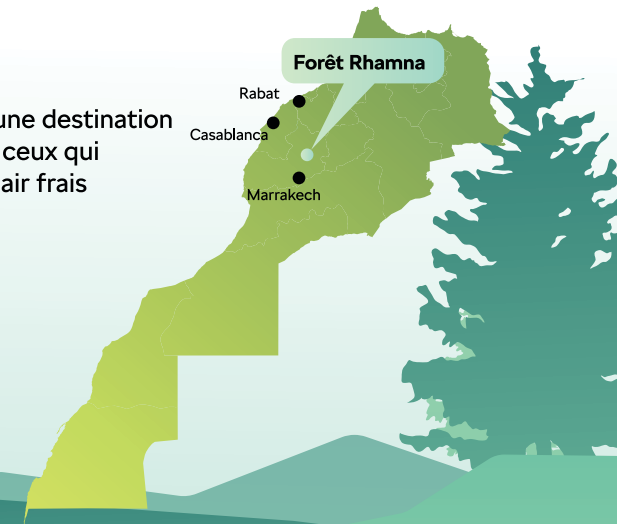 Forêt Rhamna
Rabat
une destination
Casablanca
ceux qui
air frais
Marrakech